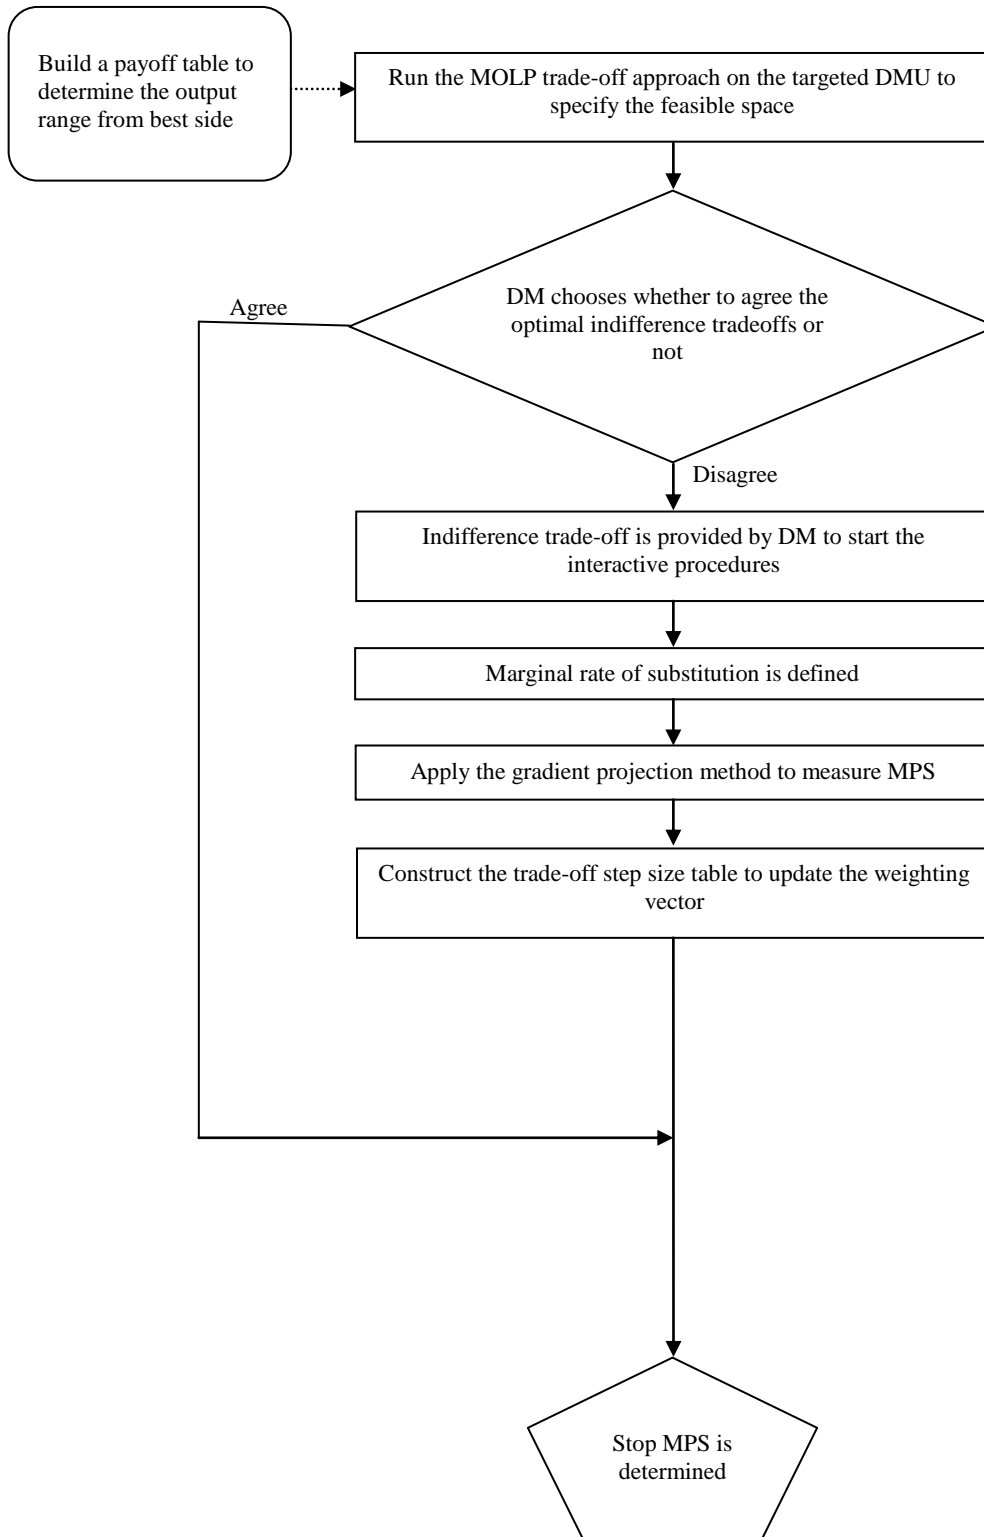 Build a payoff table to
determine the output
range from best side
Run the MOLP trade-off approach on the targeted DMU to
specify the feasible space
Agree
DM chooses whether to agree the
optimal indifference tradeoffs or
not
Disagree
Indifference trade-off is provided by DM to start the
interactive procedures
Marginal rate of substitution is defined
Apply the gradient projection method to measure MPS
Construct the trade-off step size table to update the weighting
vector
Stop MPS is
determined